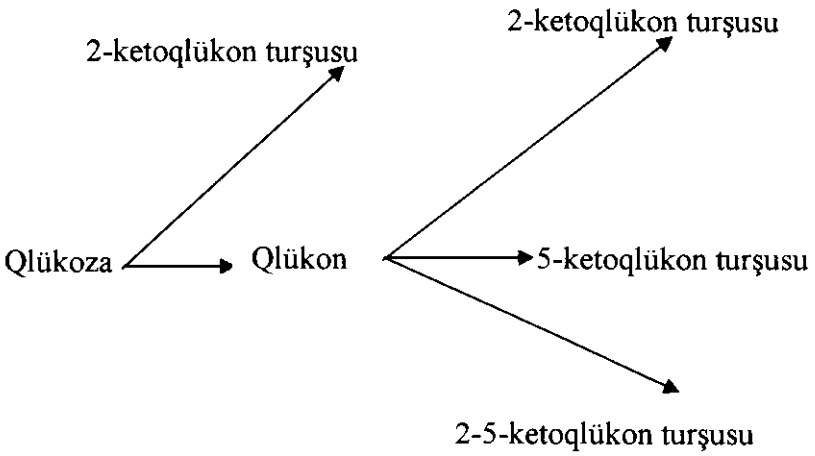 2-ketoqlükon turşusu
2-ketoqlükon turşusu
Qlükoza
Qlükon
5-ketoqlükon turşusu
2-5-ketoqlükon turşusu